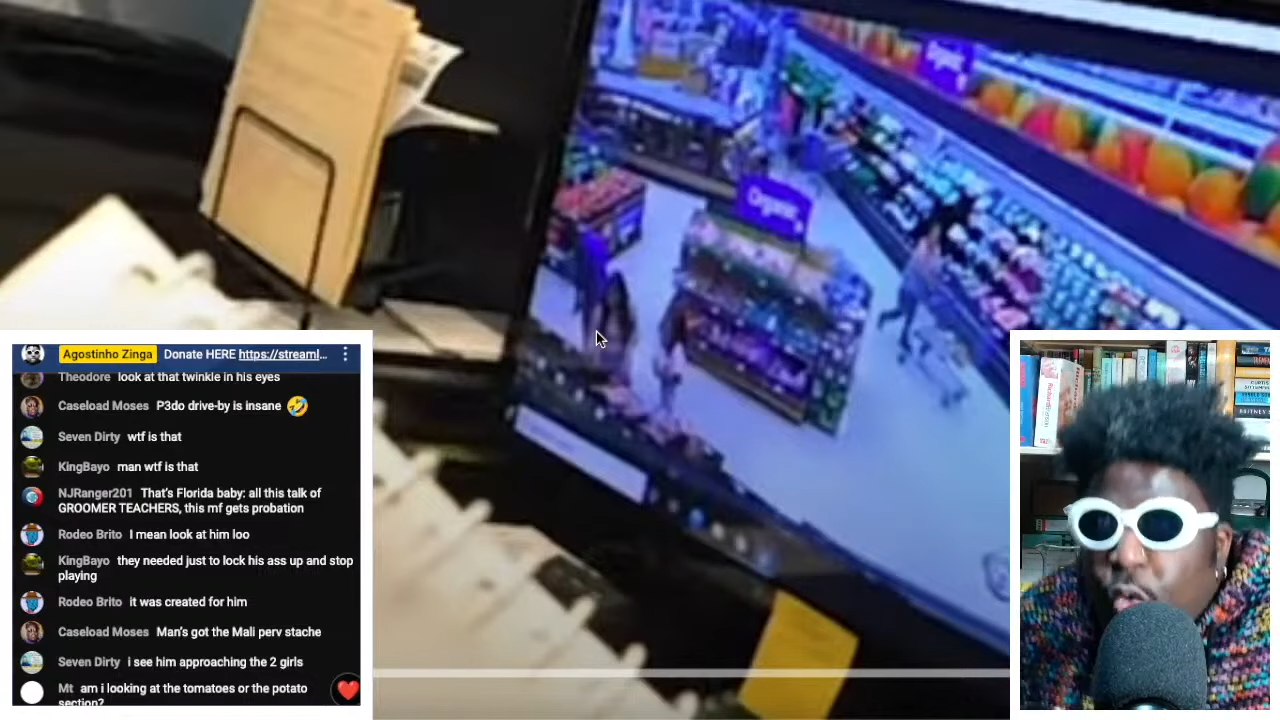 Agostinho Zinga Donate HERE https://streaml...
Theodore look at that twinkle in his eyes
Caseload Moses P3do drive-by is insane 🤣
Seven Dirty wtf is that
KingBayo man wtf is that
NJRanger201 That's Florida baby: all this talk of
GROOMER TEACHERS, this mf gets probation
Rodeo Brito I mean look at him loo
KingBayo they needed just to lock his ass up and stop
playing
Rodeo Brito it was created for him
Caseload Moses Man's got the Mali perv stache
Seven Dirty i see him approaching the 2 girls
Mt am i looking at the tomatoes or the potato
section?
Organic